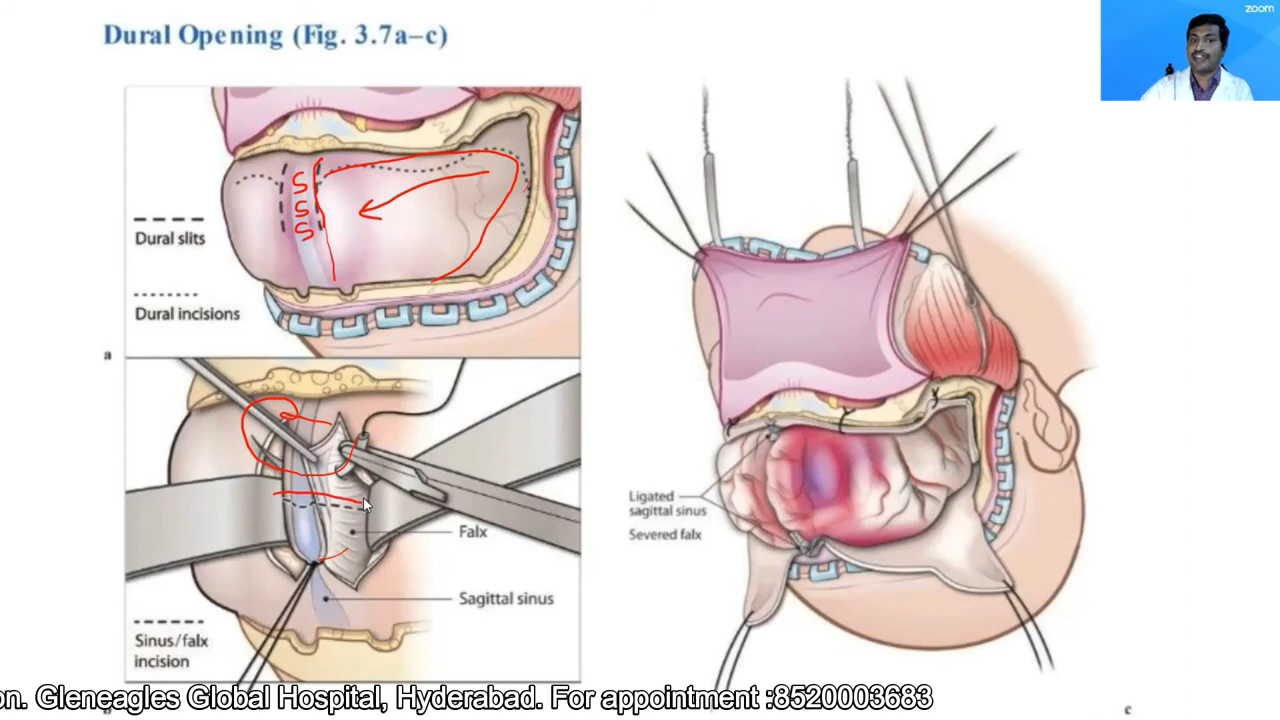 Dural Opening (Fig. 3.7a–c)
zoom
Dural slits
Dural incisions
a
Falx
Sagittal sinus
Sinus/falx
incision
Ligated
sagittal sinus
Severed falx
S
S
S
on. Gleneagles Global Hospital, Hyderabad. For appointment :8520003683
c